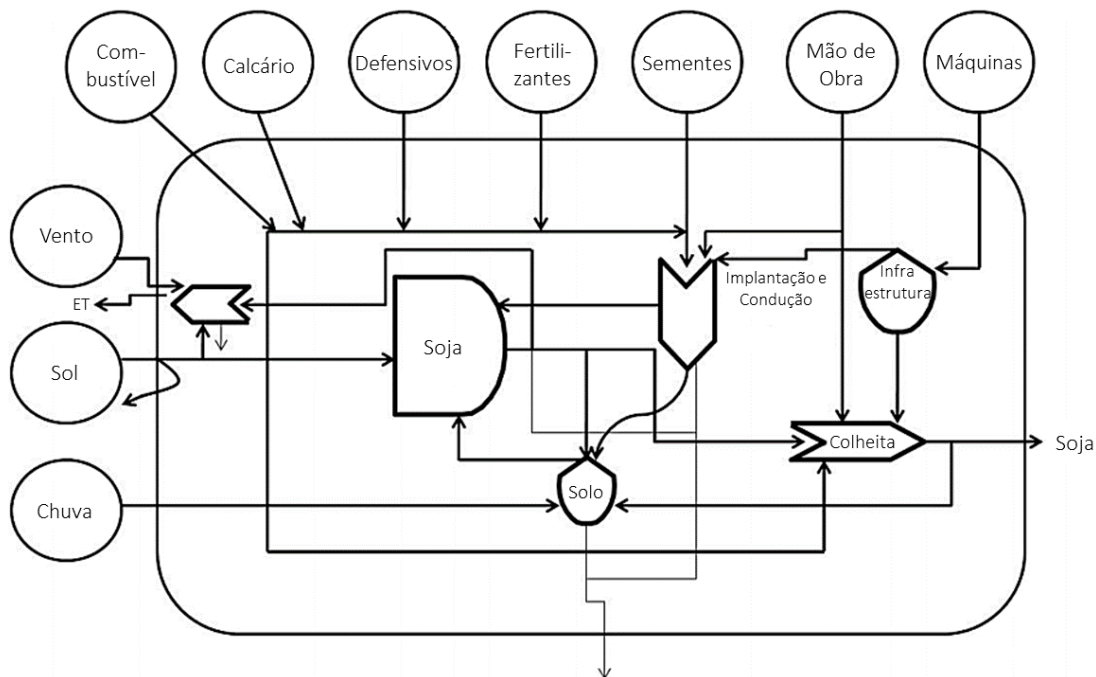 Com-
bustível
Calcário
Defensivos
Fertili-
zantes
Sementes
Mão de
Obra
Máquinas
Vento
ET
Sol
Chuva
Soja
Implantação e
Condução
Infra
estrutura
Colheita
Soja
Solo